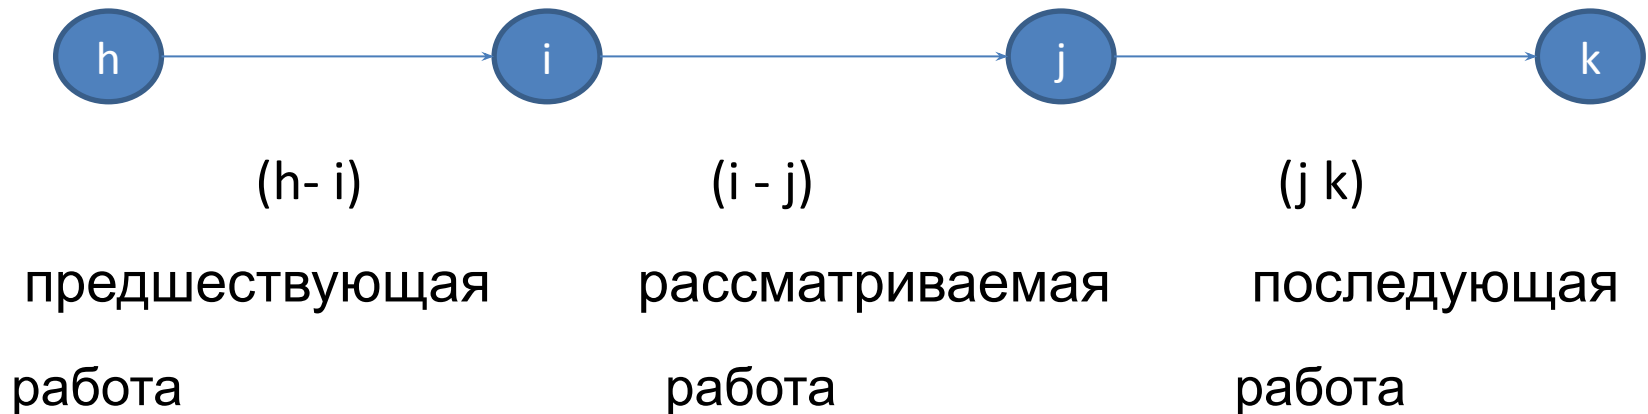 h i j k
(h- i) (i - j) (j k)
предшествующая рассматриваемая последующая
работа работа работа